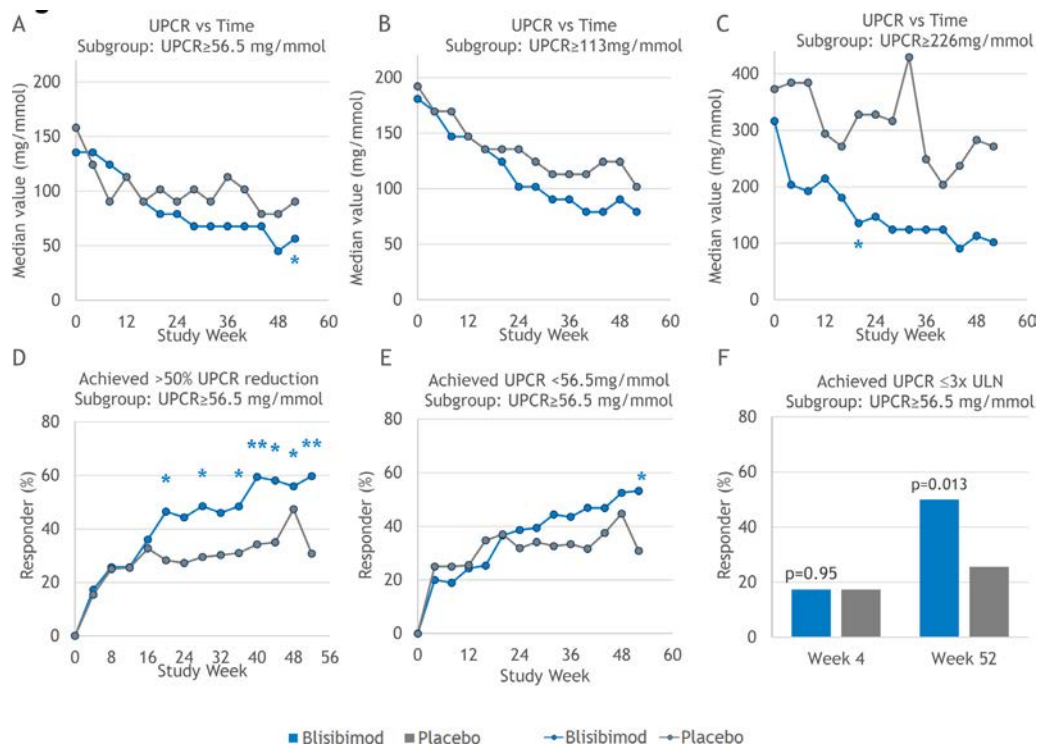 A
UPCR vs Time
Subgroup: UPCR≥56.5 mg/mmol
Median value (mg/mmol)
200
150
100
50
0
0 12 24 36 48 60
Study Week
*
B
UPCR vs Time
Subgroup: UPCR≥113mg/mmol
Median value (mg/mmol)
200
150
100
50
0
0 12 24 36 48 60
Study Week
C
UPCR vs Time
Subgroup: UPCR≥226mg/mmol
Median value (mg/mmol)
400
300
200
100
0
0 12 24 36 48 60
Study Week
*
D
Achieved >50% UPCR reduction
Subgroup: UPCR≥56.5 mg/mmol
Responder (%)
80
60
40
20
0
* * * ** * * **
0 8 16 24 32 40 48 56
Study Week
E
Achieved UPCR <56.5mg/mmol
Subgroup: UPCR≥56.5 mg/mmol
Responder (%)
80
60
40
20
0
*
0 12 24 36 48 60
Study Week
F
Achieved UPCR ≤3x ULN
Subgroup: UPCR≥56.5 mg/mmol
Responder (%)
80
60
40
20
0
p=0.95
p=0.013
Week 4 Week 52
Blisibimod Placebo Blisibimod Placebo